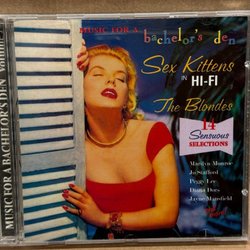 MUSIC FOR A
bachelor's den
Sex Kittens
IN HI-FI
The Blondes
14
Sensuous
SELECTIONS
Marilyn Monroe
Jo Stafford
Peggy Lee
Diana Dors
Jayne Mansfield
MUSIC FOR A BACHELOR'S DEN